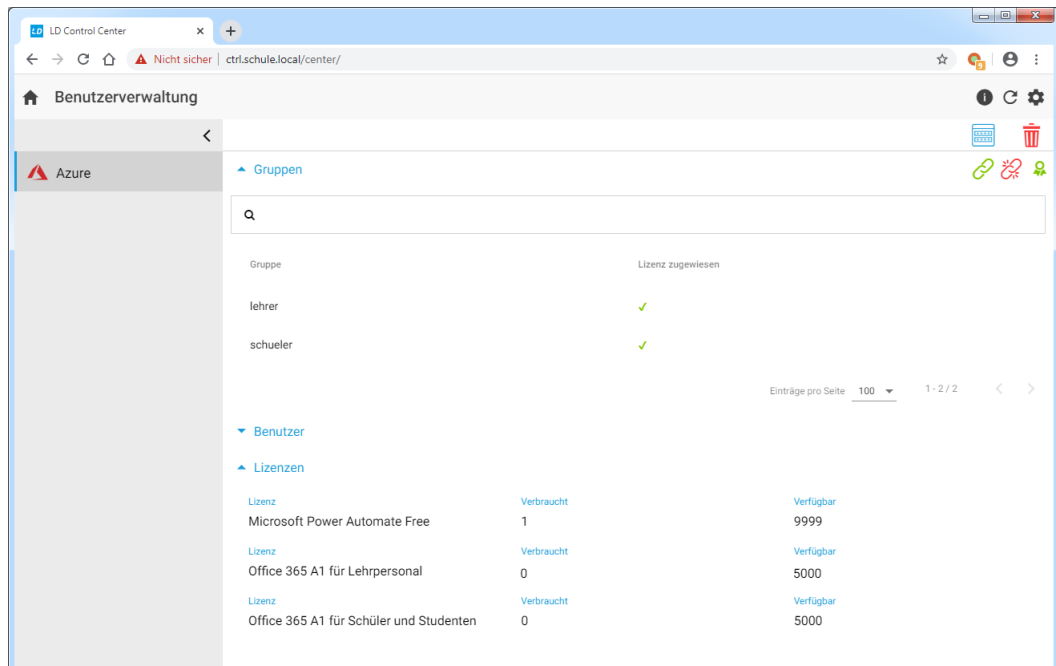 LD LD Control Center
Nicht sicher ctrl.schule.local/center/
9
Benutzerverwaltung
Azure
Gruppen
Gruppe Lizenz zugewiesen
lehrer
schueler
Einträge pro Seite 100 1 - 2 / 2
Benutzer
Lizenzen
Lizenz Verbraucht Verfügbar
Microsoft Power Automate Free 1 9999
Lizenz Verbraucht Verfügbar
Office 365 A1 für Lehrpersonal 0 5000
Lizenz Verbraucht Verfügbar
Office 365 A1 für Schüler und Studenten 0 5000